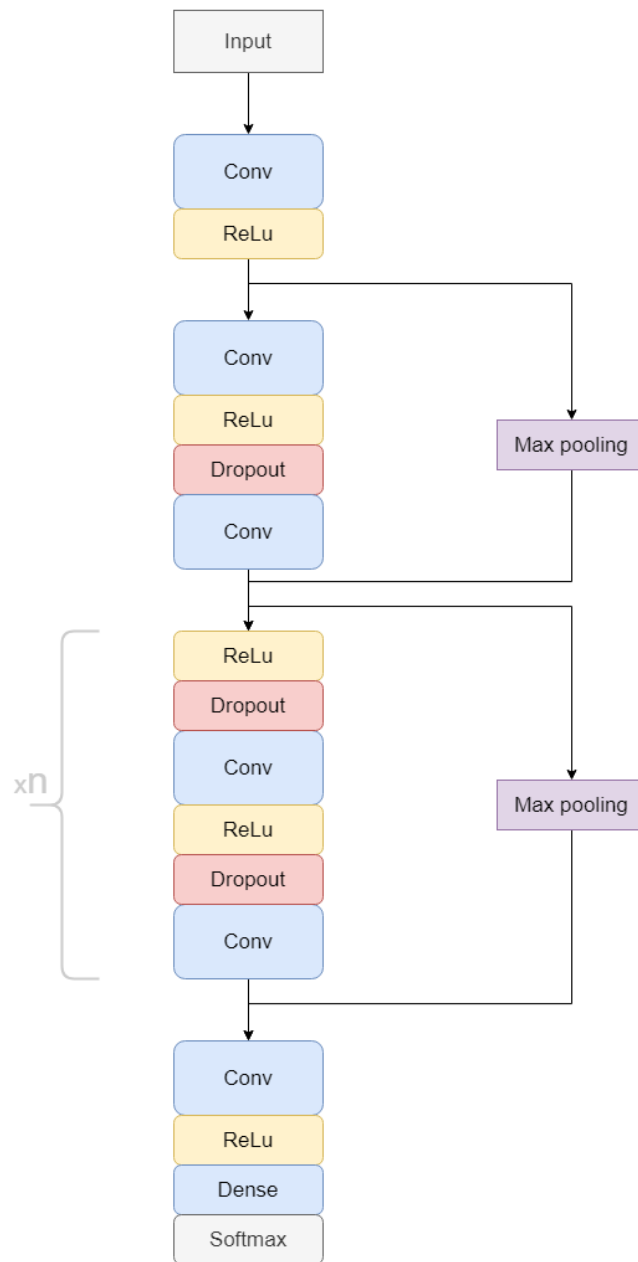 Input
Conv
ReLu
Conv
ReLu
Dropout
Conv
Max pooling
ReLu
Dropout
Conv
ReLu
Dropout
Conv
xn
Max pooling
Conv
ReLu
Dense
Softmax